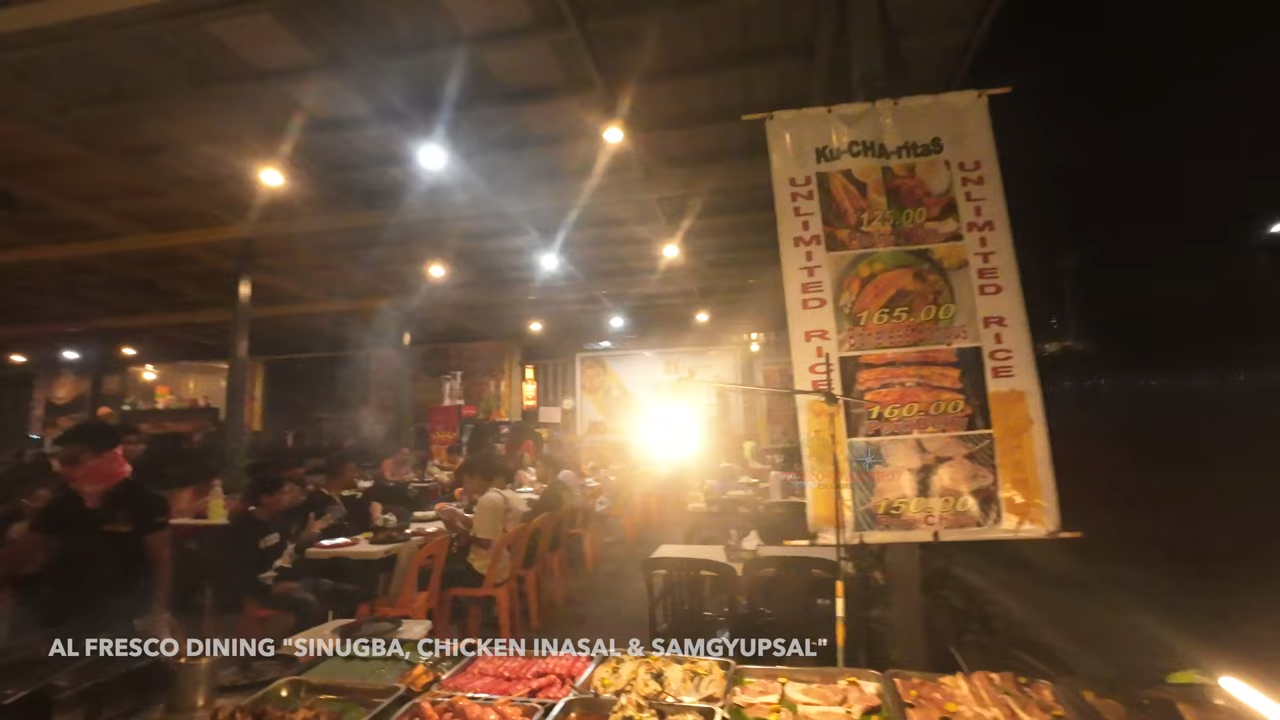 Ku-CHA-ritaS
UNLIMITED RICE
UNLIMITED RICE
125.00
165.00
160.00
150.00
AL FRESCO DINING "SINUGBA, CHICKEN INASAL & SAMGYUPSAL"